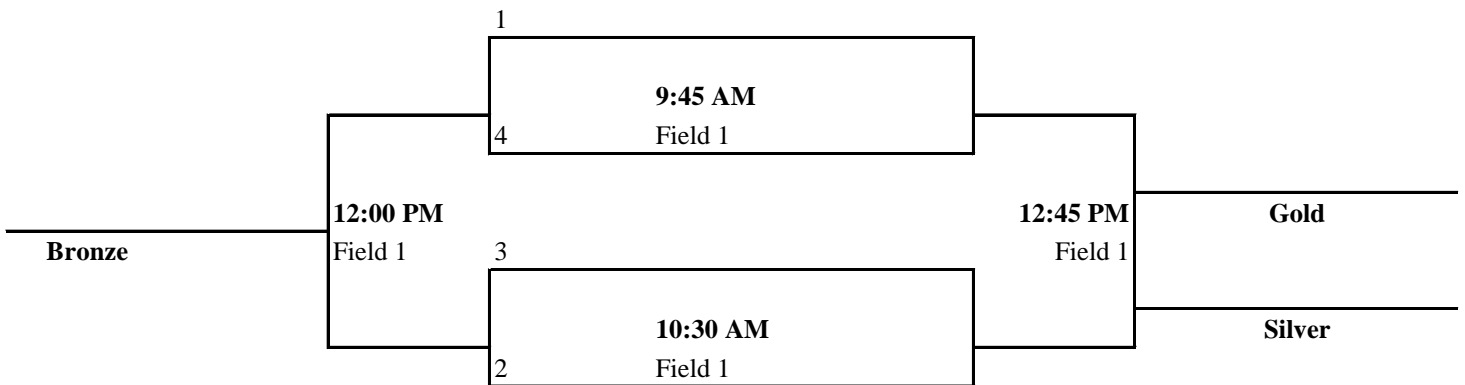 1
9:45 AM
4 Field 1
12:00 PM 12:45 PM Gold
Bronze Field 1 3 Field 1
10:30 AM Silver
2 Field 1